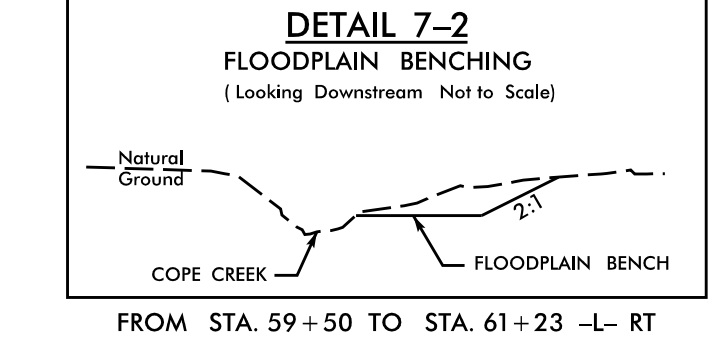 DETAIL 7–2
FLOODPLAIN BENCHING
( Looking Downstream Not to Scale)
Natural
Ground
2:1
COPE CREEK
FLOODPLAIN BENCH
FROM STA. 59+50 TO STA. 61+23 –L– RT